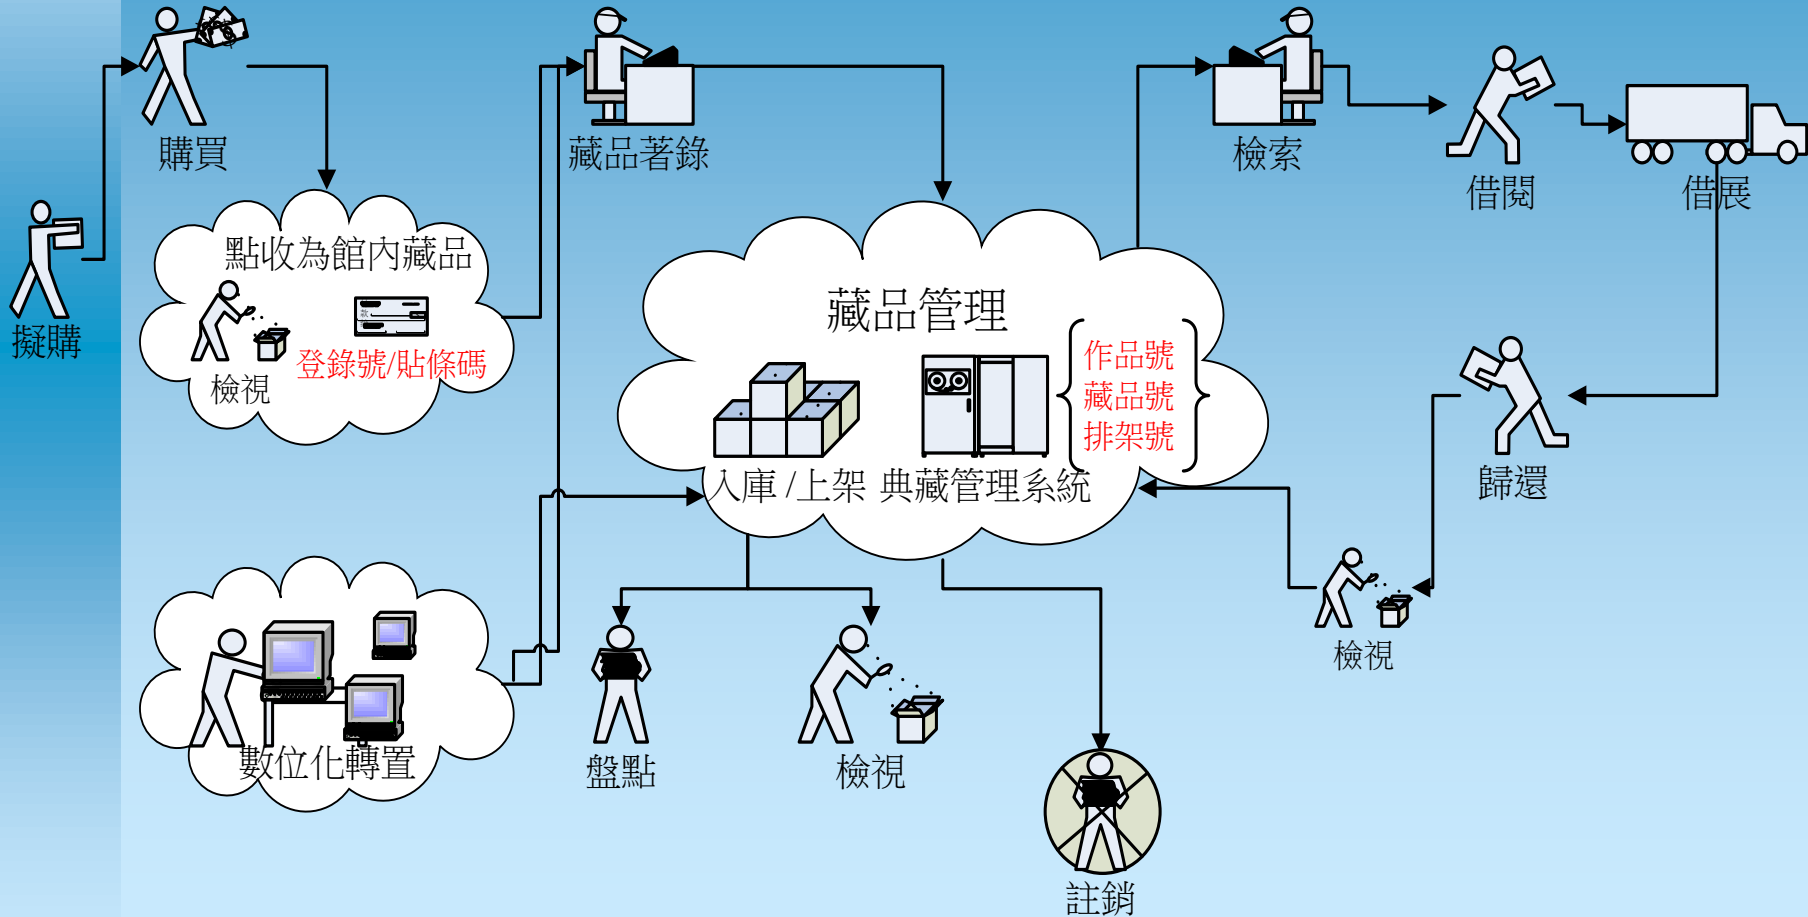 擬購
購買
點收為館內藏品
檢視
登錄號/貼條碼
藏品著錄
藏品管理
入庫 /上架
典藏管理系統
作品號
藏品號
排架號
檢索
借閱
借展
歸還
檢視
數位化轉置
盤點
檢視
註銷